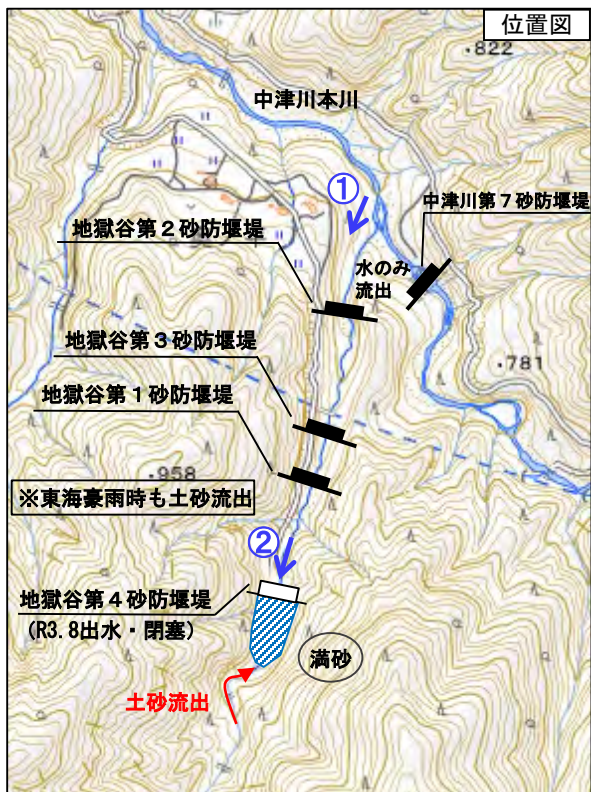 位置図
・822
中津川本川
①
中津川第7砂防堰堤
地獄谷第2砂防堰堤
水のみ
流出
地獄谷第3砂防堰堤
・781
地獄谷第1砂防堰堤
・958
※東海豪雨時も土砂流出
②
地獄谷第4砂防堰堤
(R3.8出水・閉塞)
満砂
土砂流出